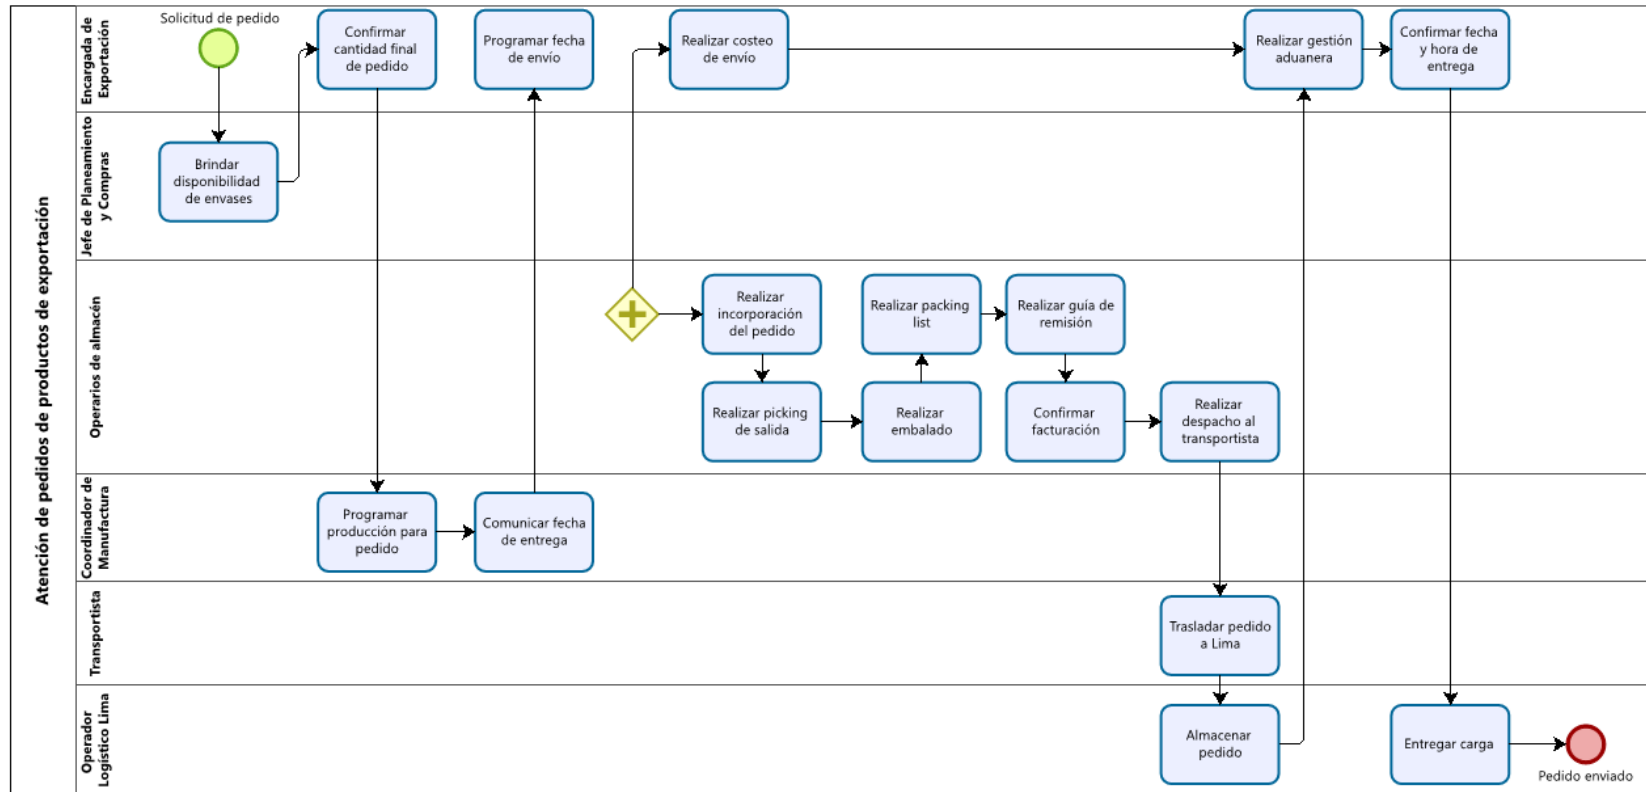 Atención de pedidos de productos de exportación
Encargada de
Exportación
Solicitud de pedido
Confirmar
cantidad final
de pedido
Programar fecha
de envío
Realizar costeo
de envío
Realizar gestión
aduanera
Confirmar fecha
y hora de
entrega
Jefe de Planeamiento
y Compras
Brindar
disponibilidad
de envases
Operarios de almacén
Realizar
incorporación
del pedido
Realizar packing
list
Realizar guía de
remisión
Realizar picking
de salida
Realizar
embalado
Confirmar
facturación
Realizar
despacho al
transportista
Coordinador de
Manufactura
Programar
producción para
pedido
Comunicar fecha
de entrega
Transportista
Trasladar pedido
a Lima
Operador
Logístico Lima
Almacenar
pedido
Entregar carga
Pedido enviado